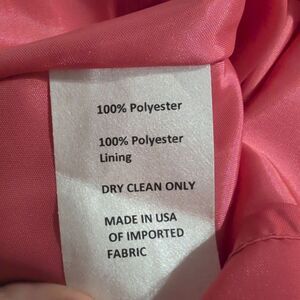 100% Polyester
100% Polyester
Lining
DRY CLEAN ONLY
MADE IN USA
OF IMPORTED
FABRIC